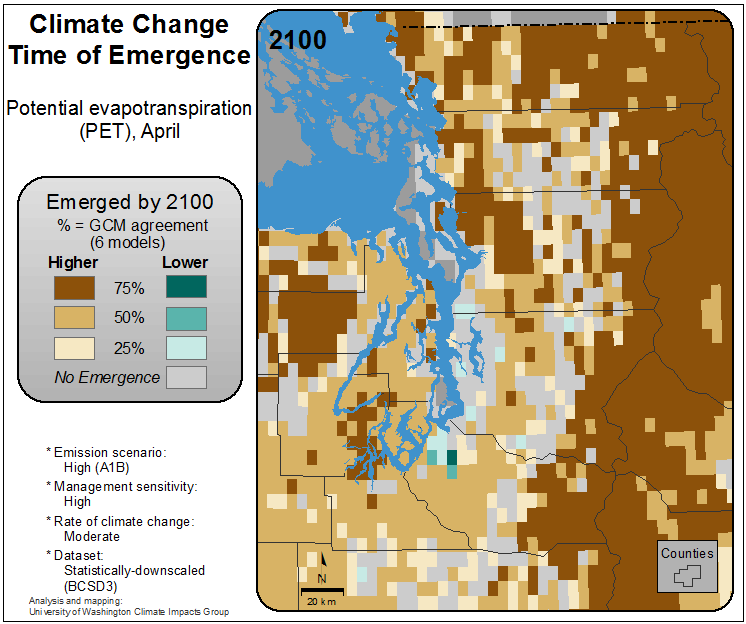 Climate Change
Time of Emergence
Potential evapotranspiration
(PET), April
Emerged by 2100
% = GCM agreement
(6 models)
Higher Lower
75%
50%
25%
No Emergence
* Emission scenario:
High (A1B)
* Management sensitivity:
High
* Rate of climate change:
Moderate
* Dataset:
Statistically-downscaled
(BCSD3)
Analysis and mapping:
University of Washington Climate Impacts Group
2100
N
20 km
Counties